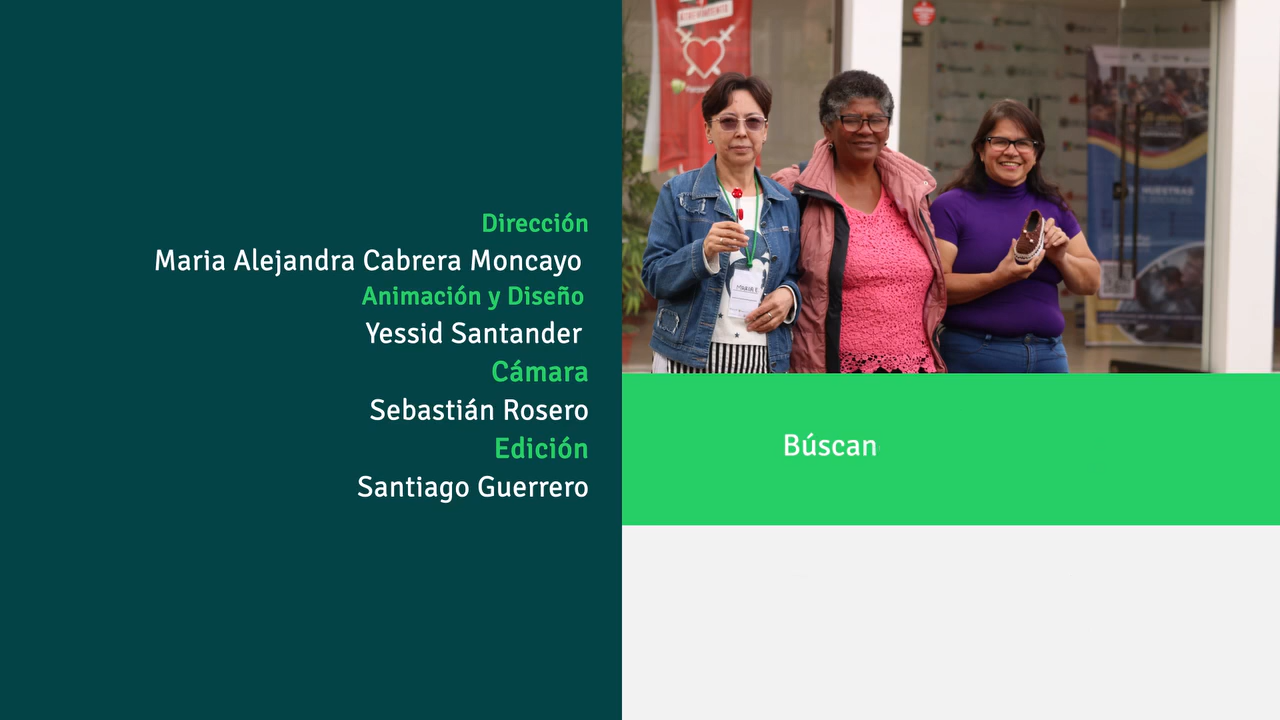 Dirección
Maria Alejandra Cabrera Moncayo
Animación y Diseño
Yessid Santander
Cámara
Sebastián Rosero
Edición
Santiago Guerrero
Búscan